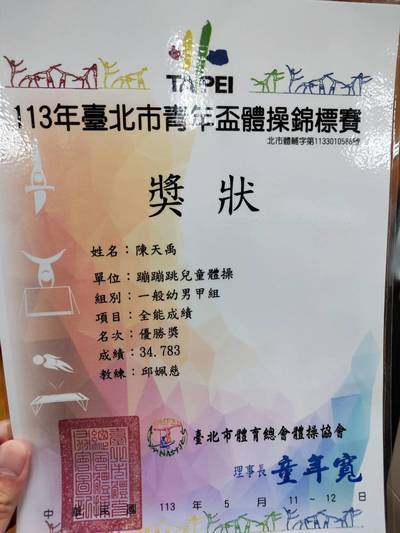 TAIPEI
113年臺北市青年盃體操錦標賽
北市體輔字第1133010586號
獎 狀
姓名：陳天禹
單位：蹦蹦跳兒童體操
組別：一般幼男甲組
項目：全能成績
名次：優勝獎
成績：34.783
教練：邱姵慈
臺北市體育總會體操協會
理事長 童年寬
中華民國 113 年 5 月 11~12 日